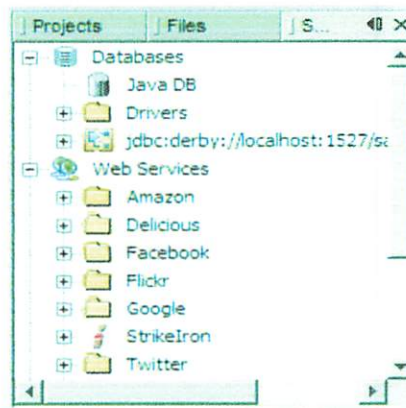 Projects Files S...
Databases
Java DB
Drivers
jdbc:derby://localhost:1527/sa
Web Services
Amazon
Delicious
Facebook
Flickr
Google
StrikeIron
Twitter